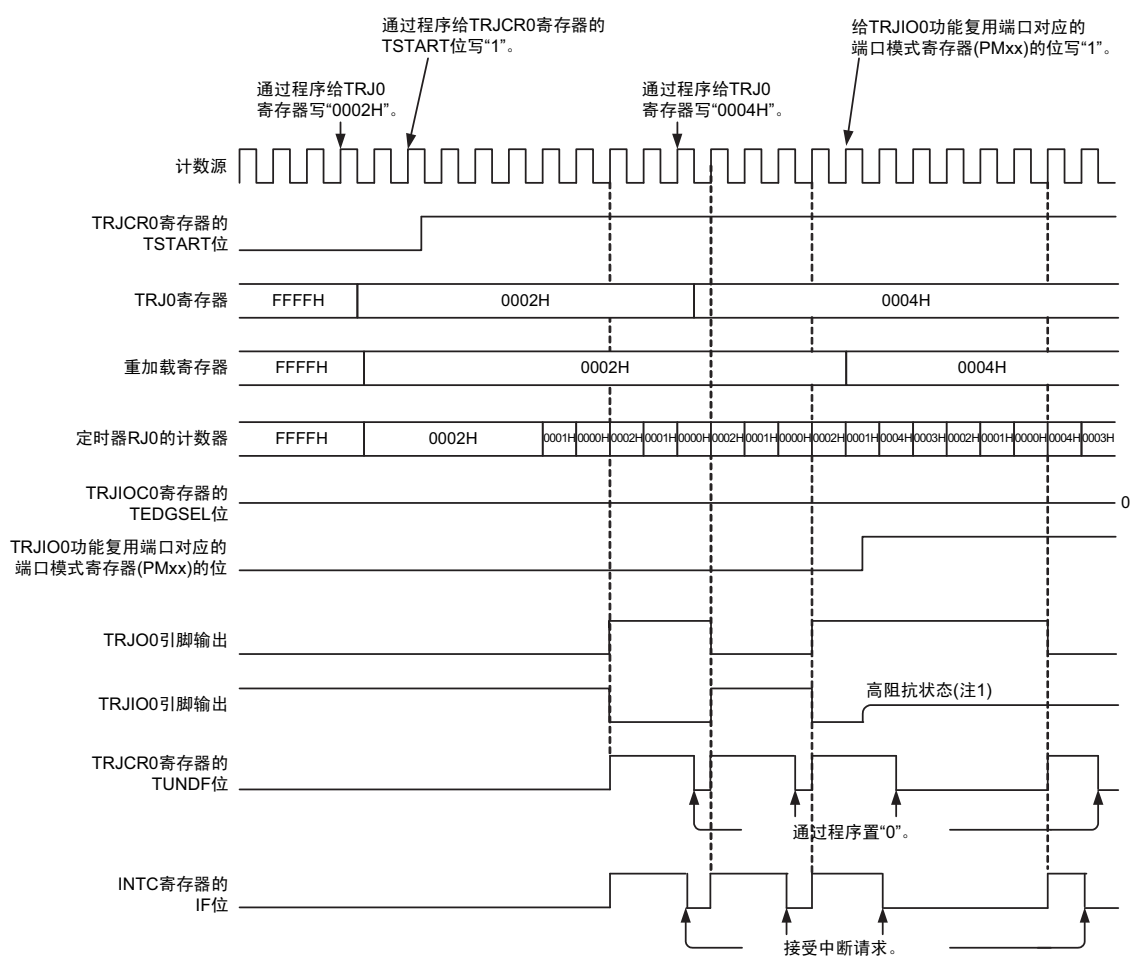 通过程序给TRJCR0寄存器的
TSTART位写“1”。
给TRJIO0功能复用端口对应的
端口模式寄存器(PMxx)的位写“1”。
通过程序给TRJ0
寄存器写“0002H”。
通过程序给TRJ0
寄存器写“0004H”。
计数源
TRJCR0寄存器的
TSTART位
TRJ0寄存器
FFFFH
0002H
0004H
重加载寄存器
FFFFH
0002H
0004H
定时器RJ0的计数器
FFFFH
0002H
0001H 0000H 0002H 0001H 0000H 0002H 0001H 0000H 0002H 0001H 0004H 0003H 0002H 0001H 0000H 0004H 0003H
TRJIOC0寄存器的
TEDGSEL位
0
TRJIO0功能复用端口对应的
端口模式寄存器(PMxx)的位
TRJO0引脚输出
TRJIO0引脚输出
高阻抗状态(注1)
TRJCR0寄存器的
TUNDF位
通过程序置“0”。
INTC寄存器的
IF位
接受中断请求。